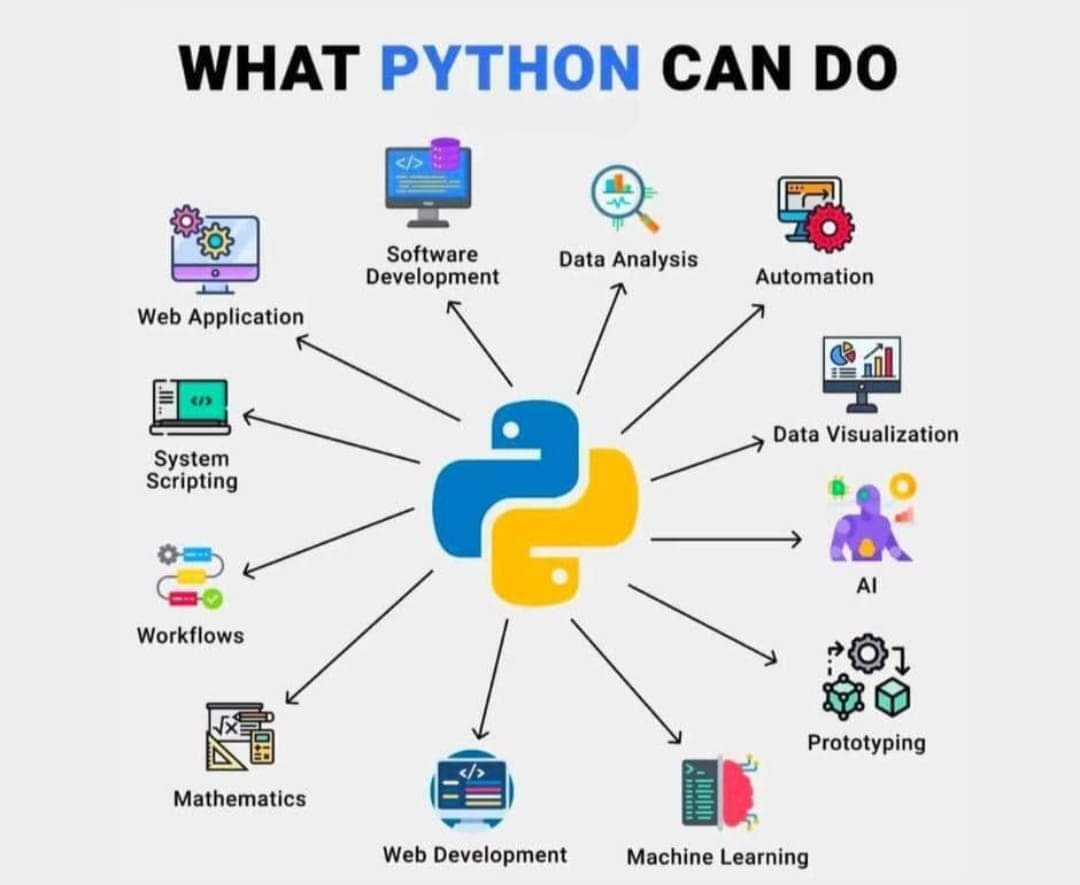 WHAT PYTHON CAN DO
Software
Development
Data Analysis
Automation
Web Application
Data Visualization
System
Scripting
AI
Workflows
Prototyping
Mathematics
Web Development
Machine Learning